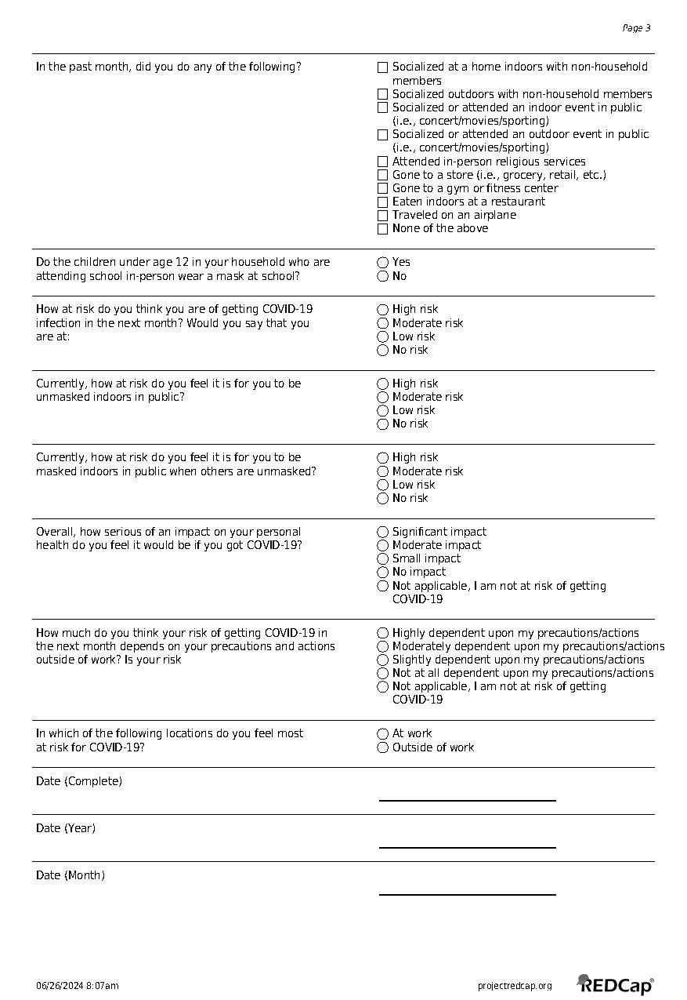 Page 3
In the past month, did you do any of the following?
Socialized at a home indoors with non-household
members
Socialized outdoors with non-household members
Socialized or attended an indoor event in public
(i.e., concert/movies/sporting)
Socialized or attended an outdoor event in public
(i.e., concert/movies/sporting)
Attended in-person religious services
Gone to a store (i.e., grocery, retail, etc.)
Gone to a gym or fitness center
Eaten indoors at a restaurant
Traveled on an airplane
None of the above
Do the children under age 12 in your household who are
attending school in-person wear a mask at school?
Yes
No
How at risk do you think you are of getting COVID-19
infection in the next month? Would you say that you
are at:
High risk
Moderate risk
Low risk
No risk
Currently, how at risk do you feel it is for you to be
unmasked indoors in public?
High risk
Moderate risk
Low risk
No risk
Currently, how at risk do you feel it is for you to be
masked indoors in public when others are unmasked?
High risk
Moderate risk
Low risk
No risk
Overall, how serious of an impact on your personal
health do you feel it would be if you got COVID-19?
Significant impact
Moderate impact
Small impact
No impact
Not applicable, I am not at risk of getting
COVID-19
How much do you think your risk of getting COVID-19 in
the next month depends on your precautions and actions
outside of work? Is your risk
Highly dependent upon my precautions/actions
Moderately dependent upon my precautions/actions
Slightly dependent upon my precautions/actions
Not at all dependent upon my precautions/actions
Not applicable, I am not at risk of getting
COVID-19
In which of the following locations do you feel most
at risk for COVID-19?
At work
Outside of work
Date (Complete)
Date (Year)
Date (Month)
06/26/2024 8:07am
projectredcap.org
REDCap®